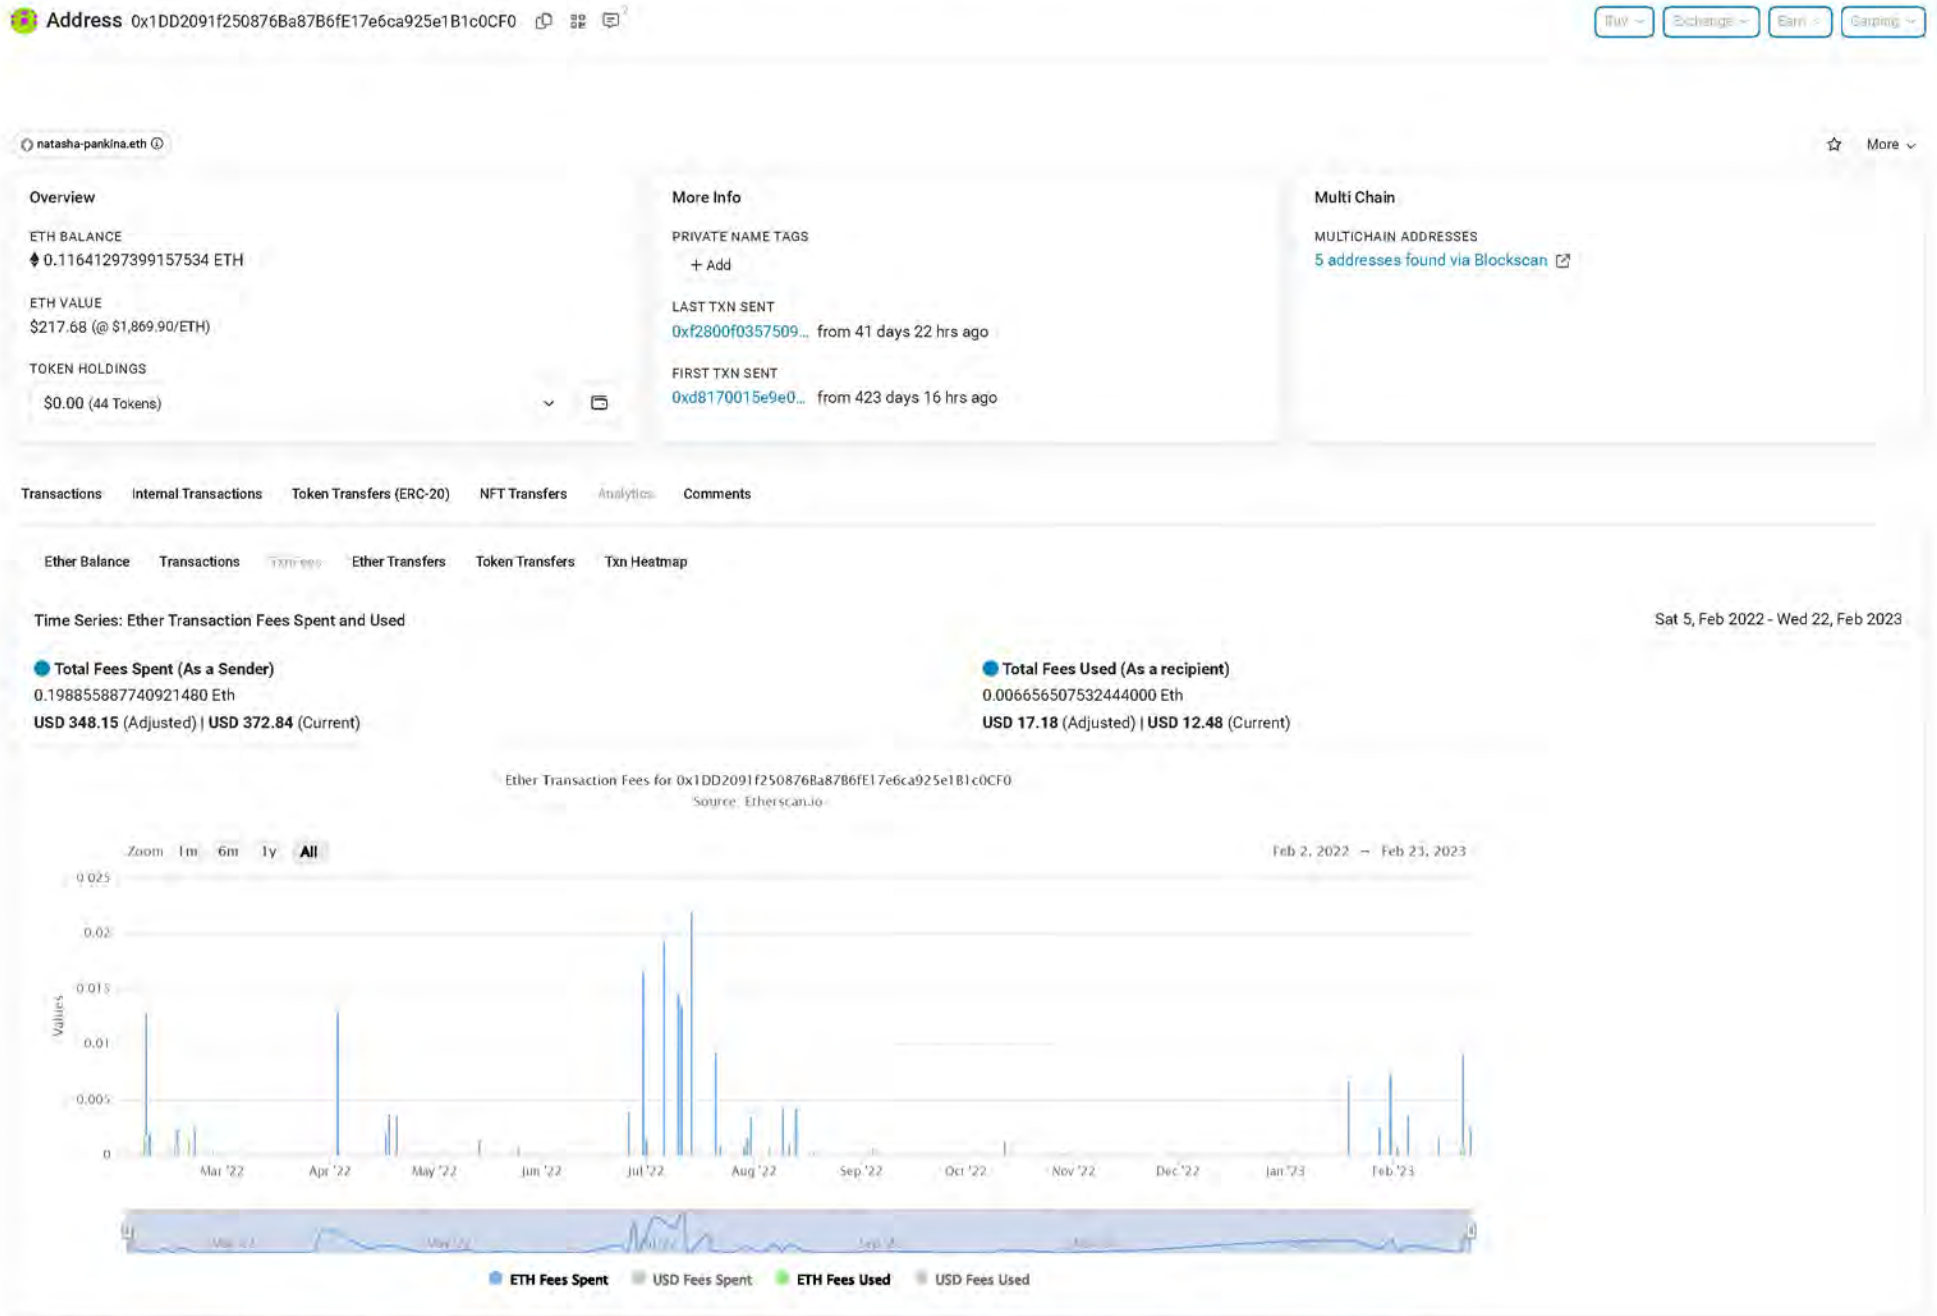 Address 0x1DD2091f250876Ba87B6fE17e6ca925e1B1c0CF0
Buy Exchange Earn Gaming
natasha-pankina.eth
More
Overview
ETH BALANCE
0.11641297399157534 ETH
ETH VALUE
$217.68 (@ $1,869.90/ETH)
TOKEN HOLDINGS
$0.00 (44 Tokens)
More Info
PRIVATE NAME TAGS
+ Add
LAST TXN SENT
0xf2800f0357509... from 41 days 22 hrs ago
FIRST TXN SENT
0xd8170015e9e0... from 423 days 16 hrs ago
Multi Chain
MULTICHAIN ADDRESSES
5 addresses found via Blockscan
Transactions Internal Transactions Token Transfers (ERC-20) NFT Transfers Analytics Comments
Ether Balance Transactions TxnFees Ether Transfers Token Transfers Txn Heatmap
Time Series: Ether Transaction Fees Spent and Used
Sat 5, Feb 2022 - Wed 22, Feb 2023
Total Fees Spent (As a Sender)
0.198855887740921480 Eth
USD 348.15 (Adjusted) | USD 372.84 (Current)
Total Fees Used (As a recipient)
0.006656507532444000 Eth
USD 17.18 (Adjusted) | USD 12.48 (Current)
Ether Transaction Fees for 0x1DD2091f250876Ba87B6fE17e6ca925e1B1c0CF0
Source: Etherscan.io
Zoom 1m 6m 1y All
Feb 2, 2022 → Feb 23, 2023
0.025
0.02
0.015
0.01
0.005
0
Values
Mar '22 Apr '22 May '22 Jun '22 Jul '22 Aug '22 Sep '22 Oct '22 Nov '22 Dec '22 Jan '23 Feb '23
ETH Fees Spent USD Fees Spent ETH Fees Used USD Fees Used